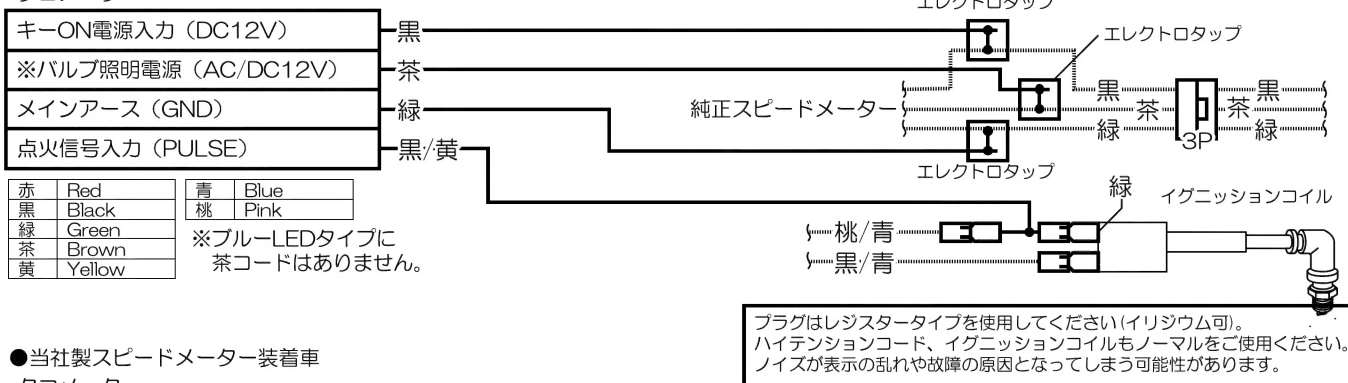 エレクトロタップ
キーON電源入力（DC12V）
黒
エレクトロタップ
※バルブ照明電源（AC/DC12V）
茶
メインアース（GND）
緑
純正スピードメーター
黒
茶
緑
3P
黒
茶
緑
点火信号入力（PULSE）
黒/黄
エレクトロタップ
赤 Red
黒 Black
緑 Green
茶 Brown
黄 Yellow
青 Blue
桃 Pink
※ブルーLEDタイプに
茶コードはありません。
緑
イグニッションコイル
桃/青
黒/青
プラグはレジスタータイプを使用してください(イリジウム可)。
ハイテンションコード、イグニッションコイルもノーマルをご使用ください。
ノイズが表示の乱れや故障の原因となってしまう可能性があります。
●当社製スピードメーター装着車